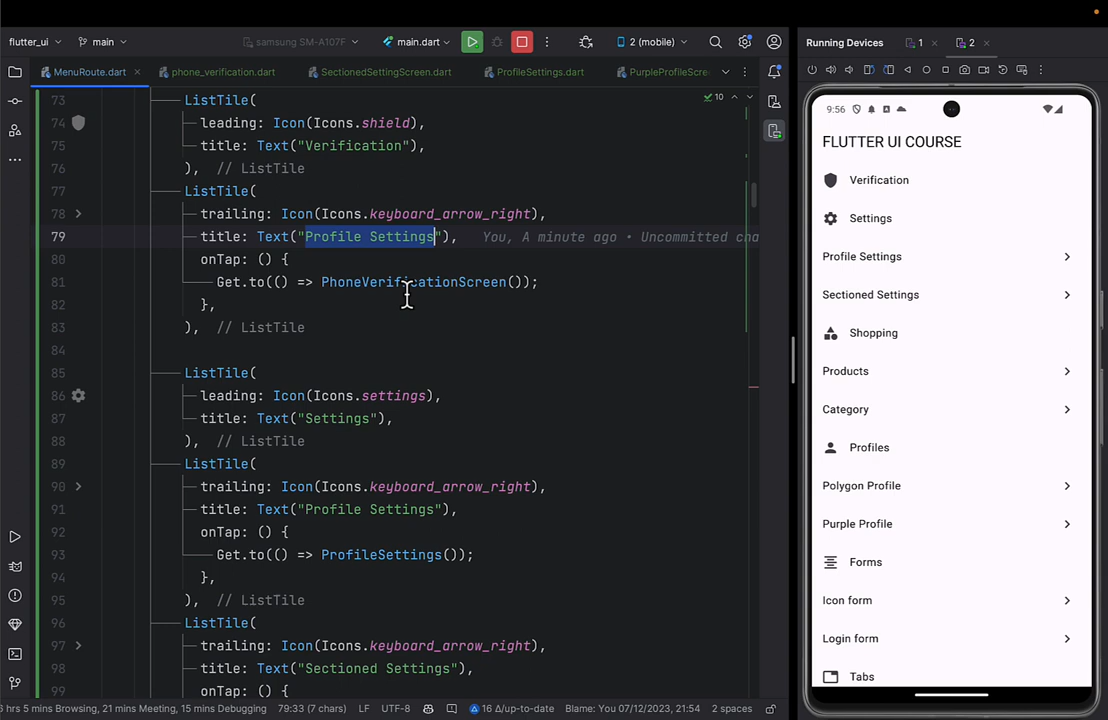 flutter_ui
main
samsung SM-A107F
main.dart
2 (mobile)
Running Devices
1
2
MenuRoute.dart
phone_verification.dart
SectionedSettingScreen.dart
ProfileSettings.dart
PurpleProfileScre
10
73 ListTile(
74 leading: Icon(Icons.shield),
75 title: Text("Verification"),
76 ), // ListTile
77 ListTile(
78 trailing: Icon(Icons.keyboard_arrow_right),
79 title: Text("Profile Settings"), You, A minute ago • Uncommitted cha
80 onTap: () {
81 Get.to(() => PhoneVerificationScreen());
82 },
83 ), // ListTile
84
85 ListTile(
86 leading: Icon(Icons.settings),
87 title: Text("Settings"),
88 ), // ListTile
89 ListTile(
90 trailing: Icon(Icons.keyboard_arrow_right),
91 title: Text("Profile Settings"),
92 onTap: () {
93 Get.to(() => ProfileSettings());
94 },
95 ), // ListTile
96 ListTile(
97 trailing: Icon(Icons.keyboard_arrow_right),
98 title: Text("Sectioned Settings"),
99 onTap: () {
9:56
FLUTTER UI COURSE
Verification
Settings
Profile Settings
Sectioned Settings
Shopping
Products
Category
Profiles
Polygon Profile
Purple Profile
Forms
Icon form
Login form
Tabs
3 hrs 5 mins Browsing, 21 mins Meeting, 15 mins Debugging
79:33 (7 chars)
LF
UTF-8
16 Δ/up-to-date
Blame: You 07/12/2023, 21:54
2 spaces